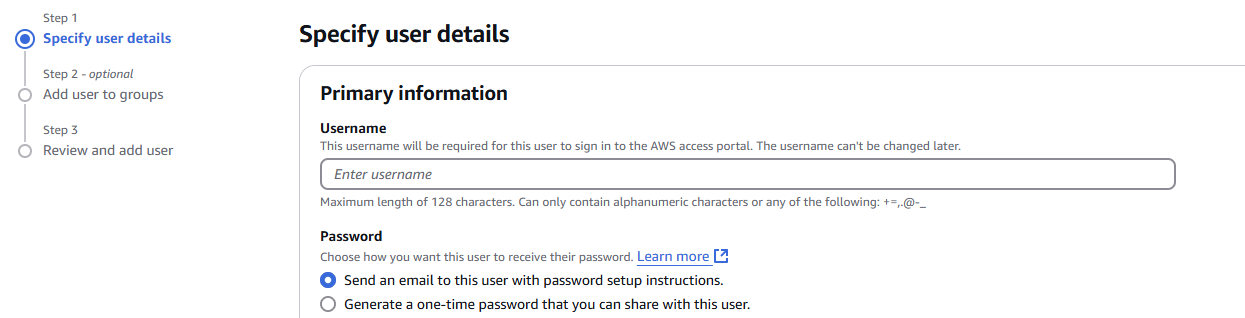 Step 1
Specify user details
Step 2 - optional
Add user to groups
Step 3
Review and add user
Specify user details
Primary information
Username
This username will be required for this user to sign in to the AWS access portal. The username can't be changed later.
Enter username
Maximum length of 128 characters. Can only contain alphanumeric characters or any of the following: +=,.@-_
Password
Choose how you want this user to receive their password. Learn more
Send an email to this user with password setup instructions.
Generate a one-time password that you can share with this user.